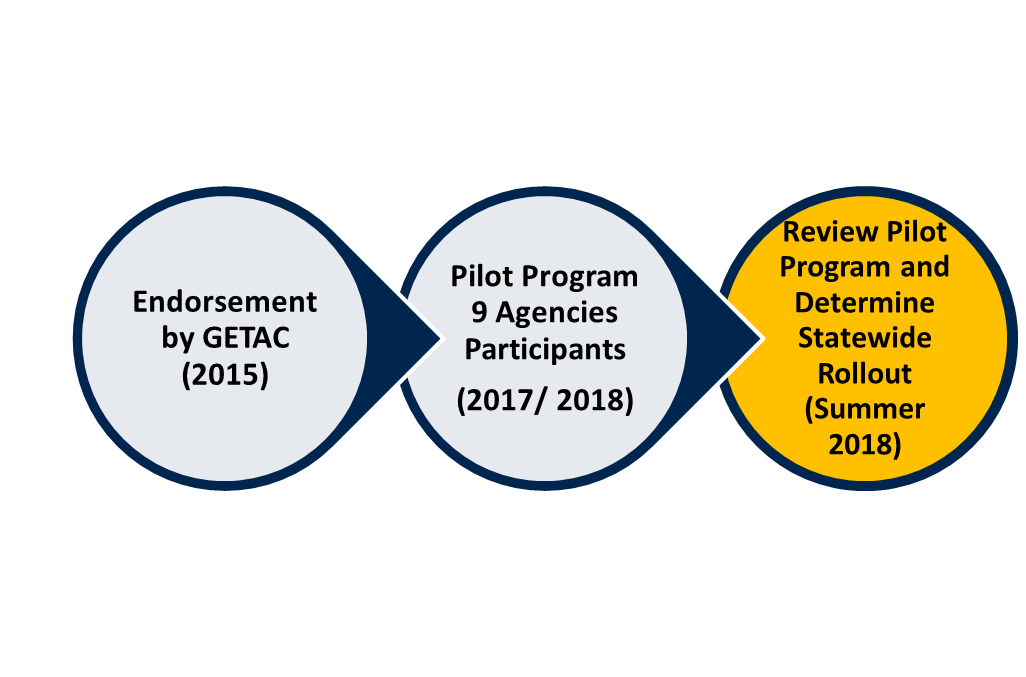 Endorsement
by GETAC
(2015)
Pilot Program
9 Agencies
Participants
(2017/ 2018)
Review Pilot
Program and
Determine
Statewide
Rollout
(Summer
2018)